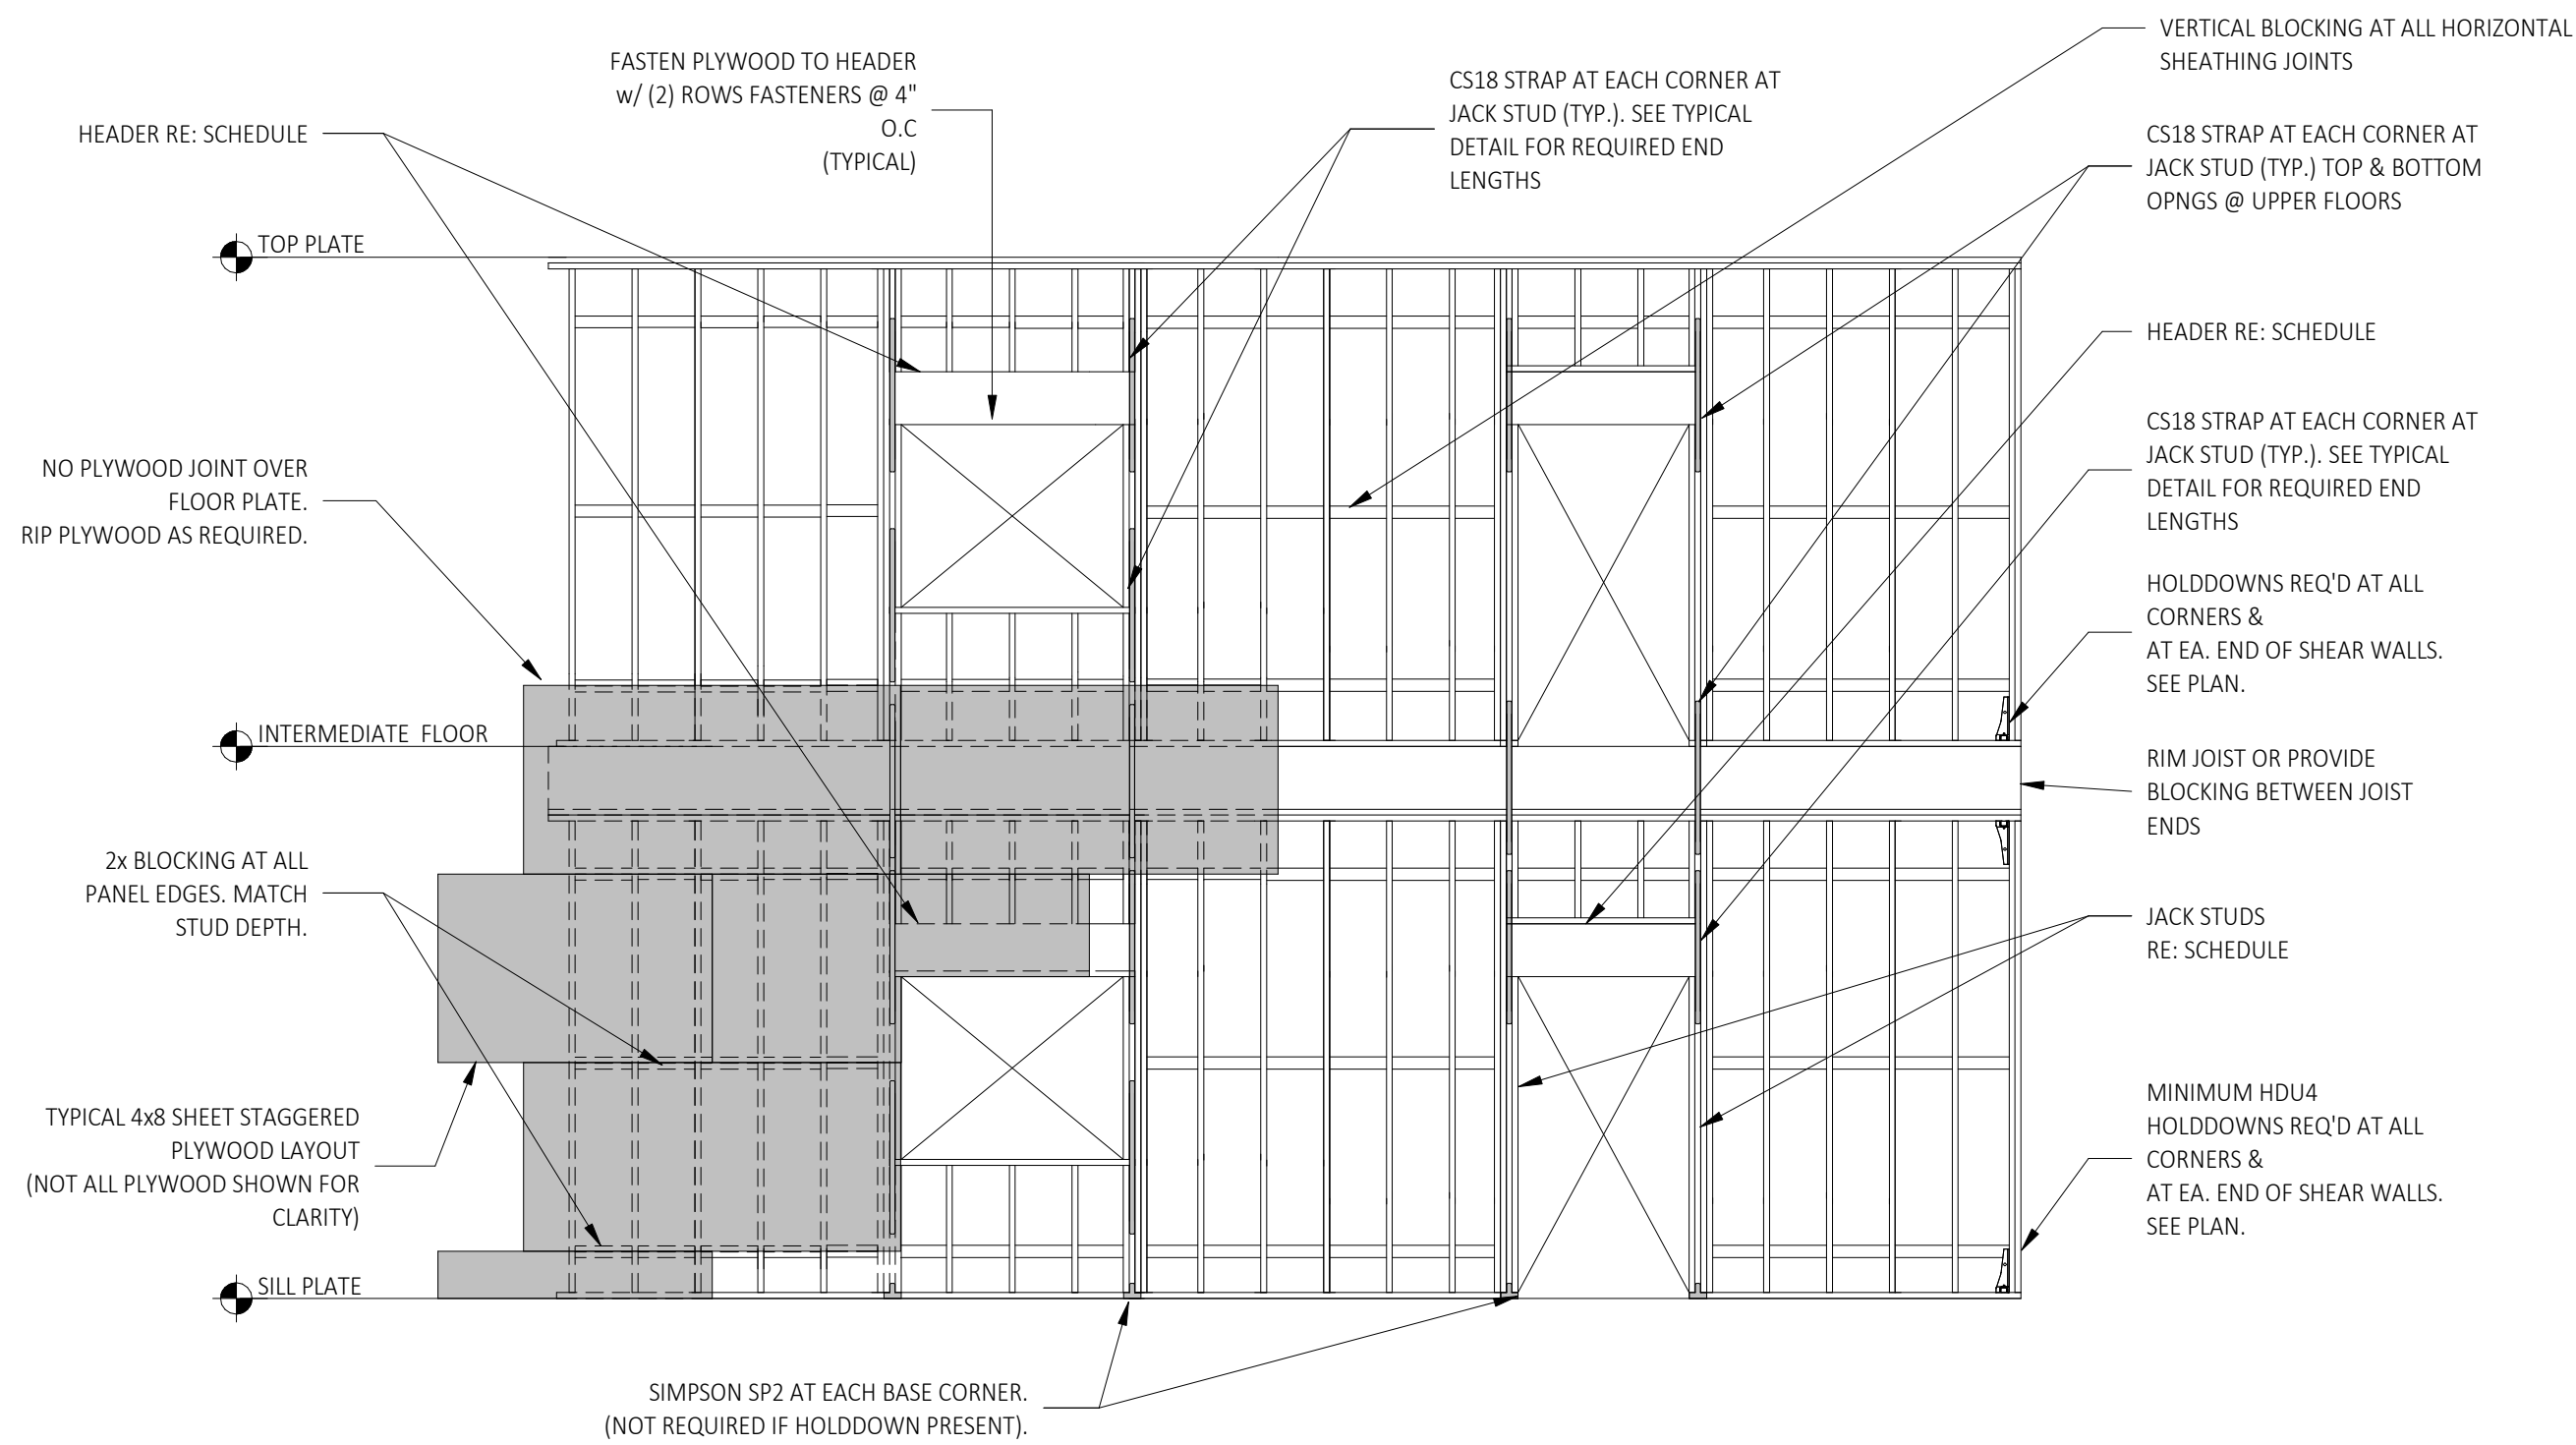 VERTICAL BLOCKING AT ALL HORIZONTAL
SHEATHING JOINTS
FASTEN PLYWOOD TO HEADER
w/ (2) ROWS FASTENERS @ 4"
O.C
(TYPICAL)
CS18 STRAP AT EACH CORNER AT
JACK STUD (TYP.). SEE TYPICAL
DETAIL FOR REQUIRED END
LENGTHS
HEADER RE: SCHEDULE
CS18 STRAP AT EACH CORNER AT
JACK STUD (TYP.) TOP & BOTTOM
OPNGS @ UPPER FLOORS
TOP PLATE
HEADER RE: SCHEDULE
CS18 STRAP AT EACH CORNER AT
JACK STUD (TYP.). SEE TYPICAL
DETAIL FOR REQUIRED END
LENGTHS
NO PLYWOOD JOINT OVER
FLOOR PLATE.
RIP PLYWOOD AS REQUIRED.
HOLDDOWNS REQ'D AT ALL
CORNERS &
AT EA. END OF SHEAR WALLS.
SEE PLAN.
INTERMEDIATE FLOOR
RIM JOIST OR PROVIDE
BLOCKING BETWEEN JOIST
ENDS
2x BLOCKING AT ALL
PANEL EDGES. MATCH
STUD DEPTH.
JACK STUDS
RE: SCHEDULE
TYPICAL 4x8 SHEET STAGGERED
PLYWOOD LAYOUT
(NOT ALL PLYWOOD SHOWN FOR
CLARITY)
MINIMUM HDU4
HOLDDOWNS REQ'D AT ALL
CORNERS &
AT EA. END OF SHEAR WALLS.
SEE PLAN.
SILL PLATE
SIMPSON SP2 AT EACH BASE CORNER.
(NOT REQUIRED IF HOLDDOWN PRESENT).